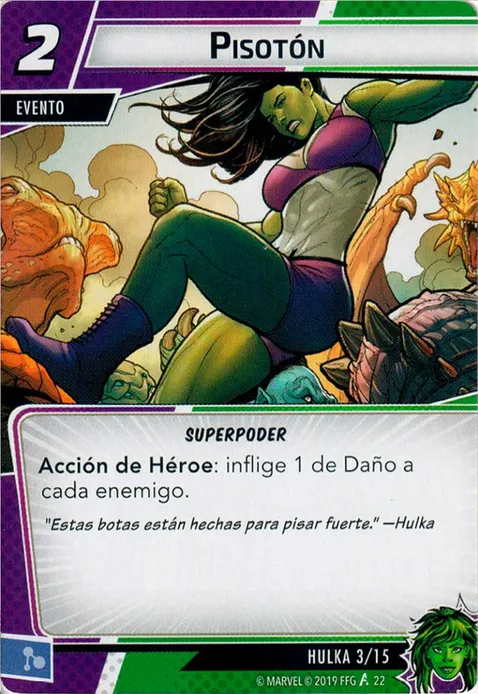 2
PISOTÓN
EVENTO
SUPERPODER
Acción de Héroe: inflige 1 de Daño a
cada enemigo.
"Estas botas están hechas para pisar fuerte." —Hulka
HULKA 3/15
© MARVEL © 2019 FFG 22